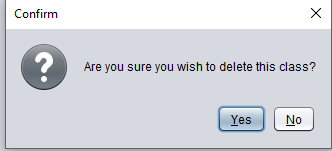 Confirm
?
Are you sure you wish to delete this class?
Yes No